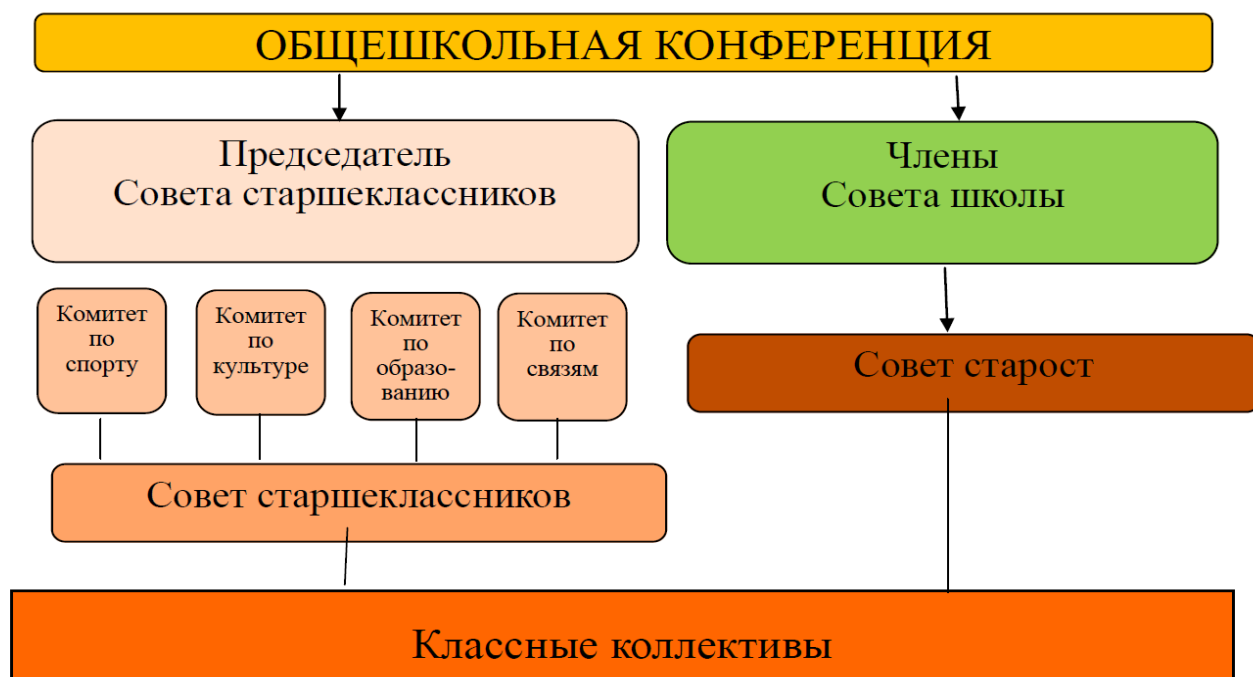 ОБЩЕШКОЛЬНАЯ КОНФЕРЕНЦИЯ
Председатель
Совета старшеклассников
Члены
Совета школы
Комитет
по
спорту
Комитет
по
культуре
Комитет
по
образо-
ванию
Комитет
по
связям
Совет старост
Совет старшеклассников
Классные коллективы